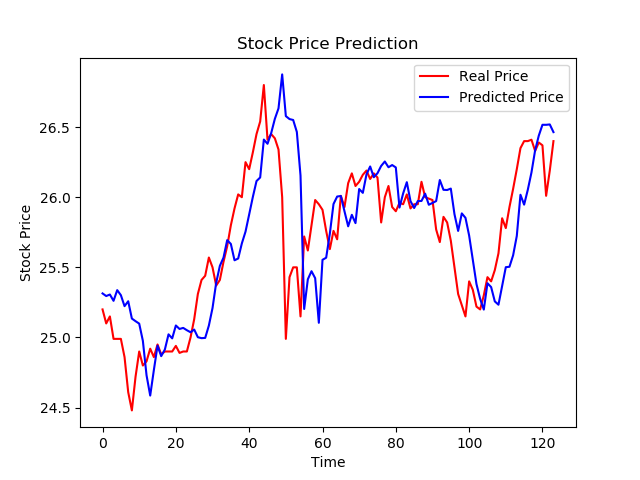 Stock Price Prediction
Real Price
Predicted Price
Stock Price
26.5
26.0
25.5
25.0
24.5
0 20 40 60 80 100 120
Time